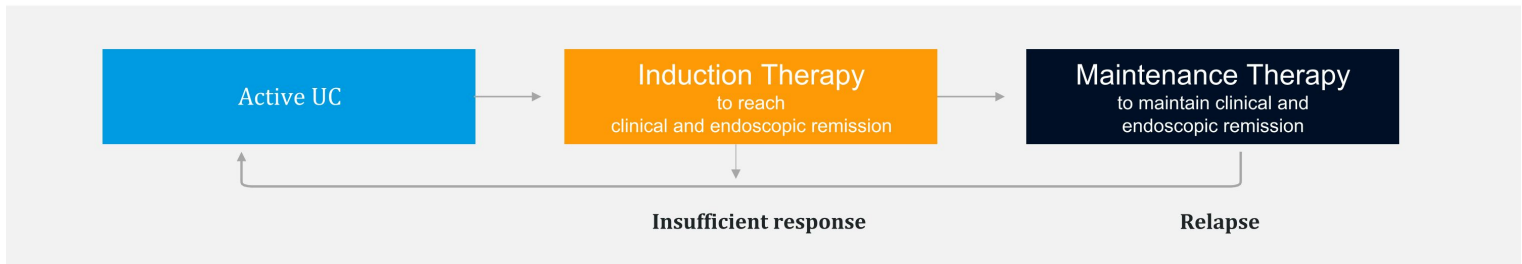 Active UC
Induction Therapy
to reach
clinical and endoscopic remission
Maintenance Therapy
to maintain clinical and
endoscopic remission
Insufficient response
Relapse